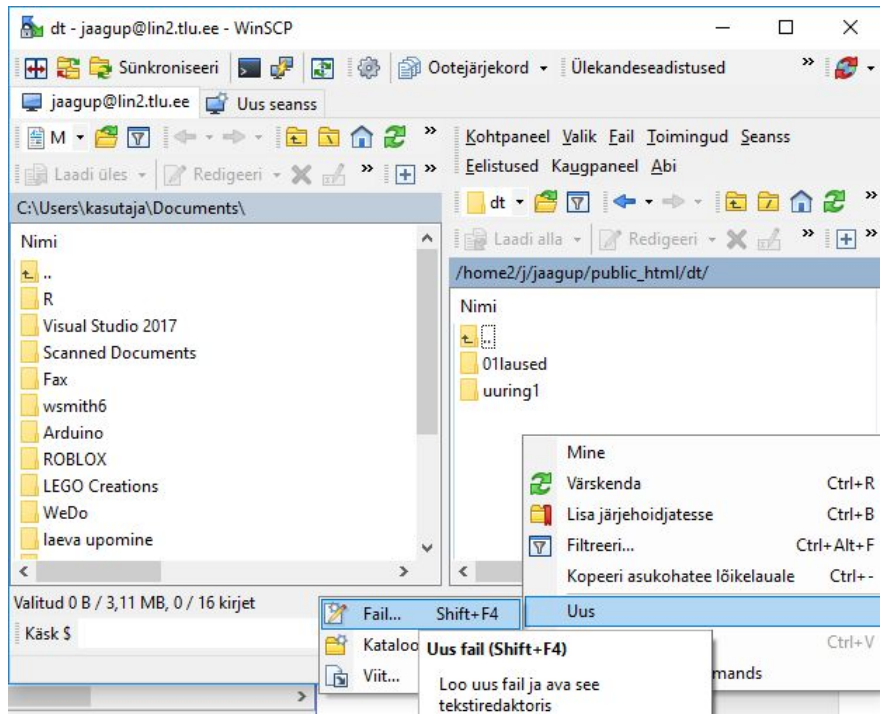 dt - jaagup@lin2.tlu.ee - WinSCP
Sünkroniseeri
Ootejärjekord
Ülekandeseadistused
jaagup@lin2.tlu.ee
Uus seanss
M
Kohtpaneel Valik Fail Toimingud Seanss
Eelistused Kaugpaneel Abi
Laadi üles
Redigeeri
dt
Laadi alla
Redigeeri
C:\Users\kasutaja\Documents\
Nimi
..
R
Visual Studio 2017
Scanned Documents
Fax
wsmith6
Arduino
ROBLOX
LEGO Creations
WeDo
laeva upomine
/home2/j/jaagup/public_html/dt/
Nimi
..
01laused
uuring1
Mine
Värskenda Ctrl+R
Lisa järjehoidjatesse Ctrl+B
Filtreeri... Ctrl+Alt+F
Kopeeri asukohatee lõikelauale Ctrl+-
Uus
Ctrl+V
mands
Valitud 0 B / 3,11 MB, 0 / 16 kirjet
Käsk $
Fail... Shift+F4
Kataloo
Viit...
Uus fail (Shift+F4)
Loo uus fail ja ava see
tekstiredaktoris